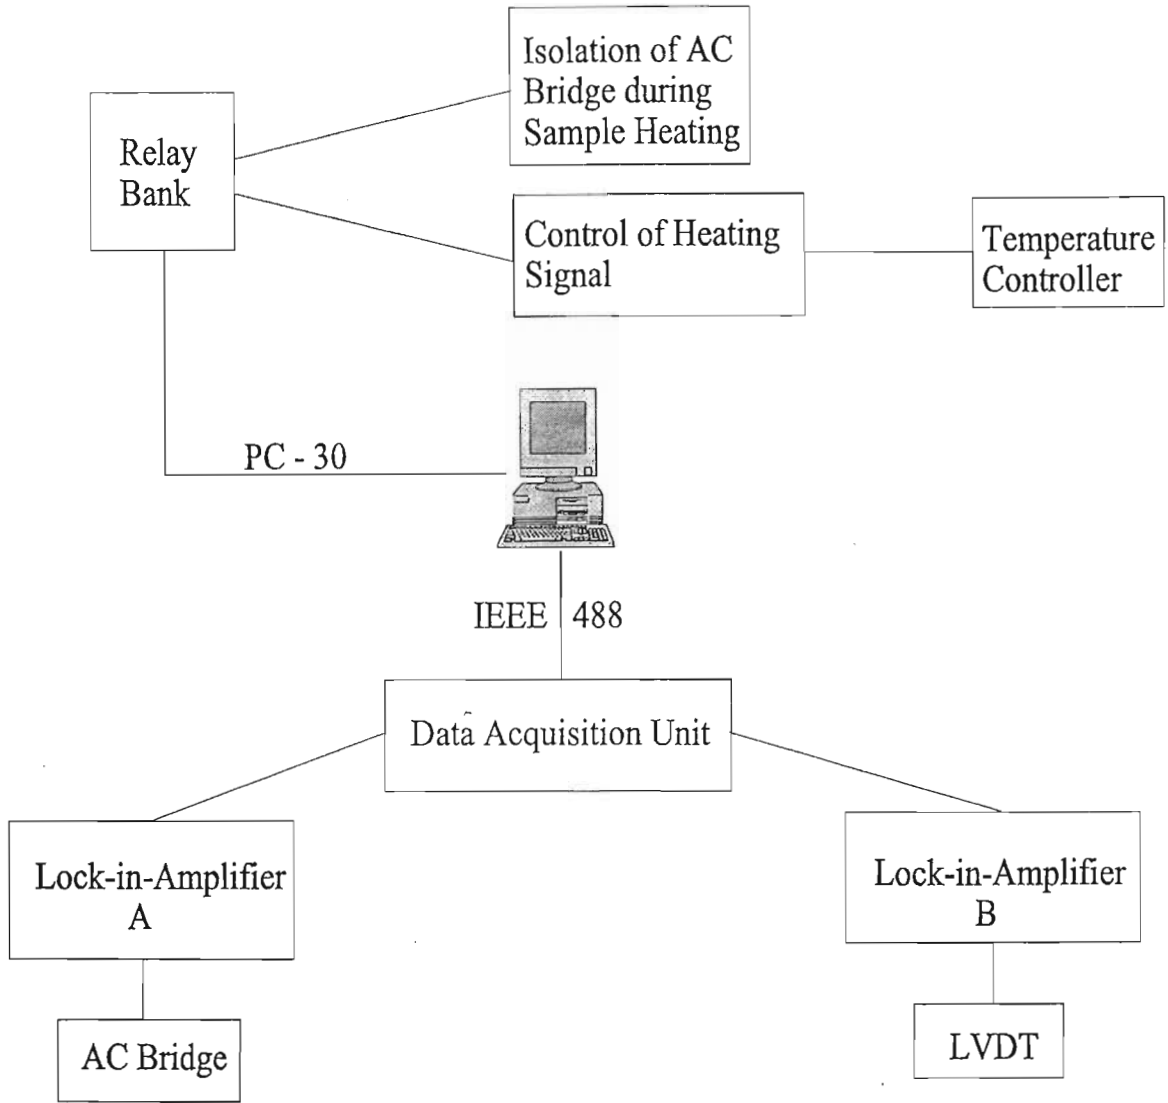 Isolation of AC
Bridge during
Sample Heating
Relay
Bank
Control of Heating
Signal
Temperature
Controller
PC - 30
IEEE 488
Data Acquisition Unit
Lock-in-Amplifier
A
Lock-in-Amplifier
B
AC Bridge
LVDT